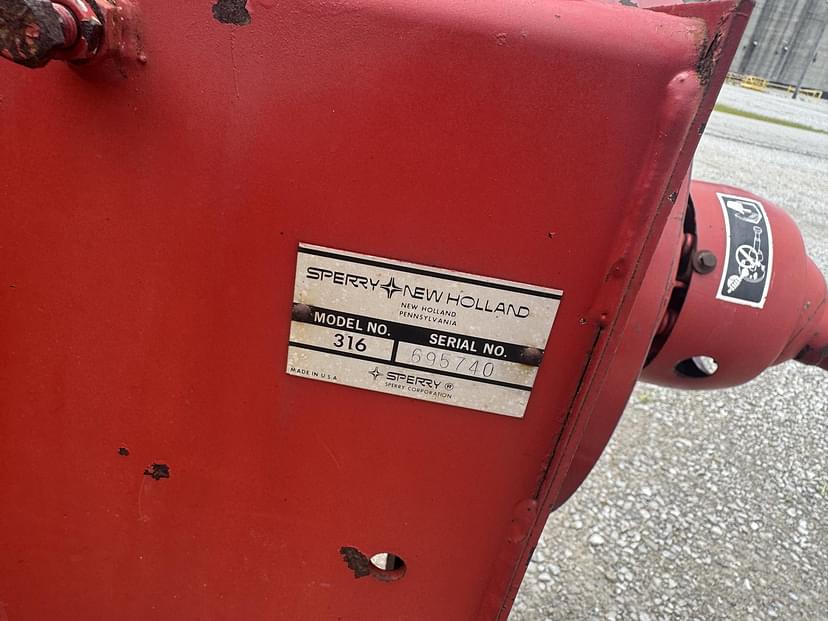 SPERRY NEW HOLLAND
NEW HOLLAND
PENNSYLVANIA
MODEL NO. SERIAL NO.
316 695740
MADE IN U.S.A.
SPERRY ®
SPERRY CORPORATION